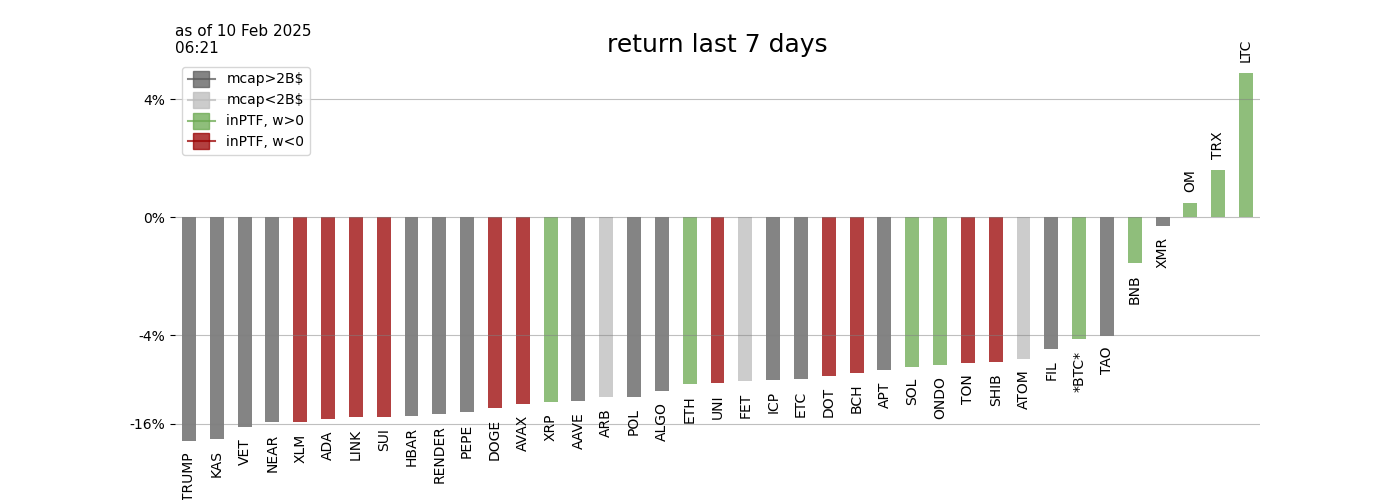 as of 10 Feb 2025
06:21
return last 7 days
mcap>2B$
mcap<2B$
inPTF, w>0
inPTF, w<0
4%
0%
-4%
-16%
TRUMP
KAS
VET
NEAR
XLM
ADA
LINK
SUI
HBAR
RENDER
PEPE
DOGE
AVAX
XRP
AAVE
ARB
POL
ALGO
ETH
UNI
FET
ICP
ETC
DOT
BCH
APT
SOL
ONDO
TON
SHIB
ATOM
FIL
*BTC*
TAO
BNB
XMR
OM
TRX
LTC